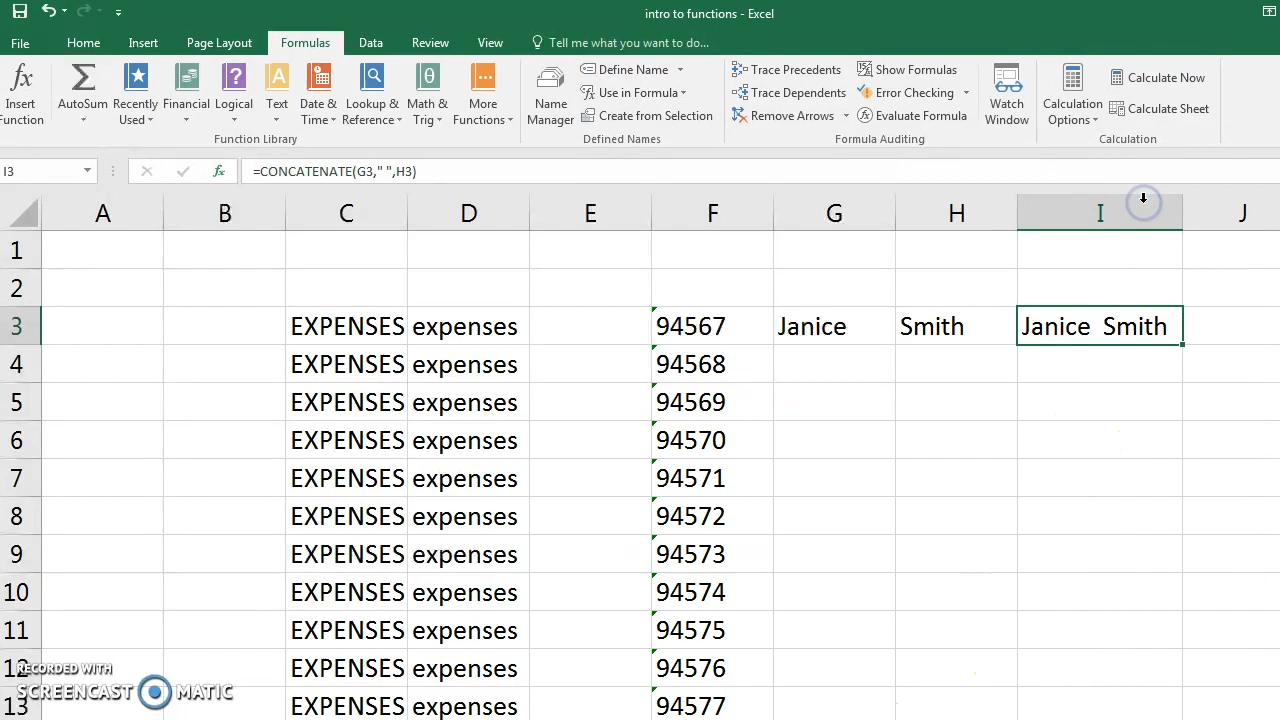 intro to functions - Excel
File Home Insert Page Layout Formulas Data Review View Tell me what you want to do...
fx Insert Function
AutoSum
Recently Used
Financial
Logical
Text
Date & Time
Lookup & Reference
Math & Trig
More Functions
Function Library
Name Manager
Define Name
Use in Formula
Create from Selection
Defined Names
Trace Precedents
Trace Dependents
Remove Arrows
Show Formulas
Error Checking
Evaluate Formula
Formula Auditing
Watch Window
Calculation Options
Calculate Now
Calculate Sheet
Calculation
I3 fx =CONCATENATE(G3," ",H3)
A B C D E F G H I J
1
2
3 EXPENSES expenses 94567 Janice Smith Janice  Smith
4 EXPENSES expenses 94568
5 EXPENSES expenses 94569
6 EXPENSES expenses 94570
7 EXPENSES expenses 94571
8 EXPENSES expenses 94572
9 EXPENSES expenses 94573
10 EXPENSES expenses 94574
11 EXPENSES expenses 94575
12 EXPENSES expenses 94576
13 EXPENSES expenses 94577
RECORDED WITH
SCREENCAST MATIC